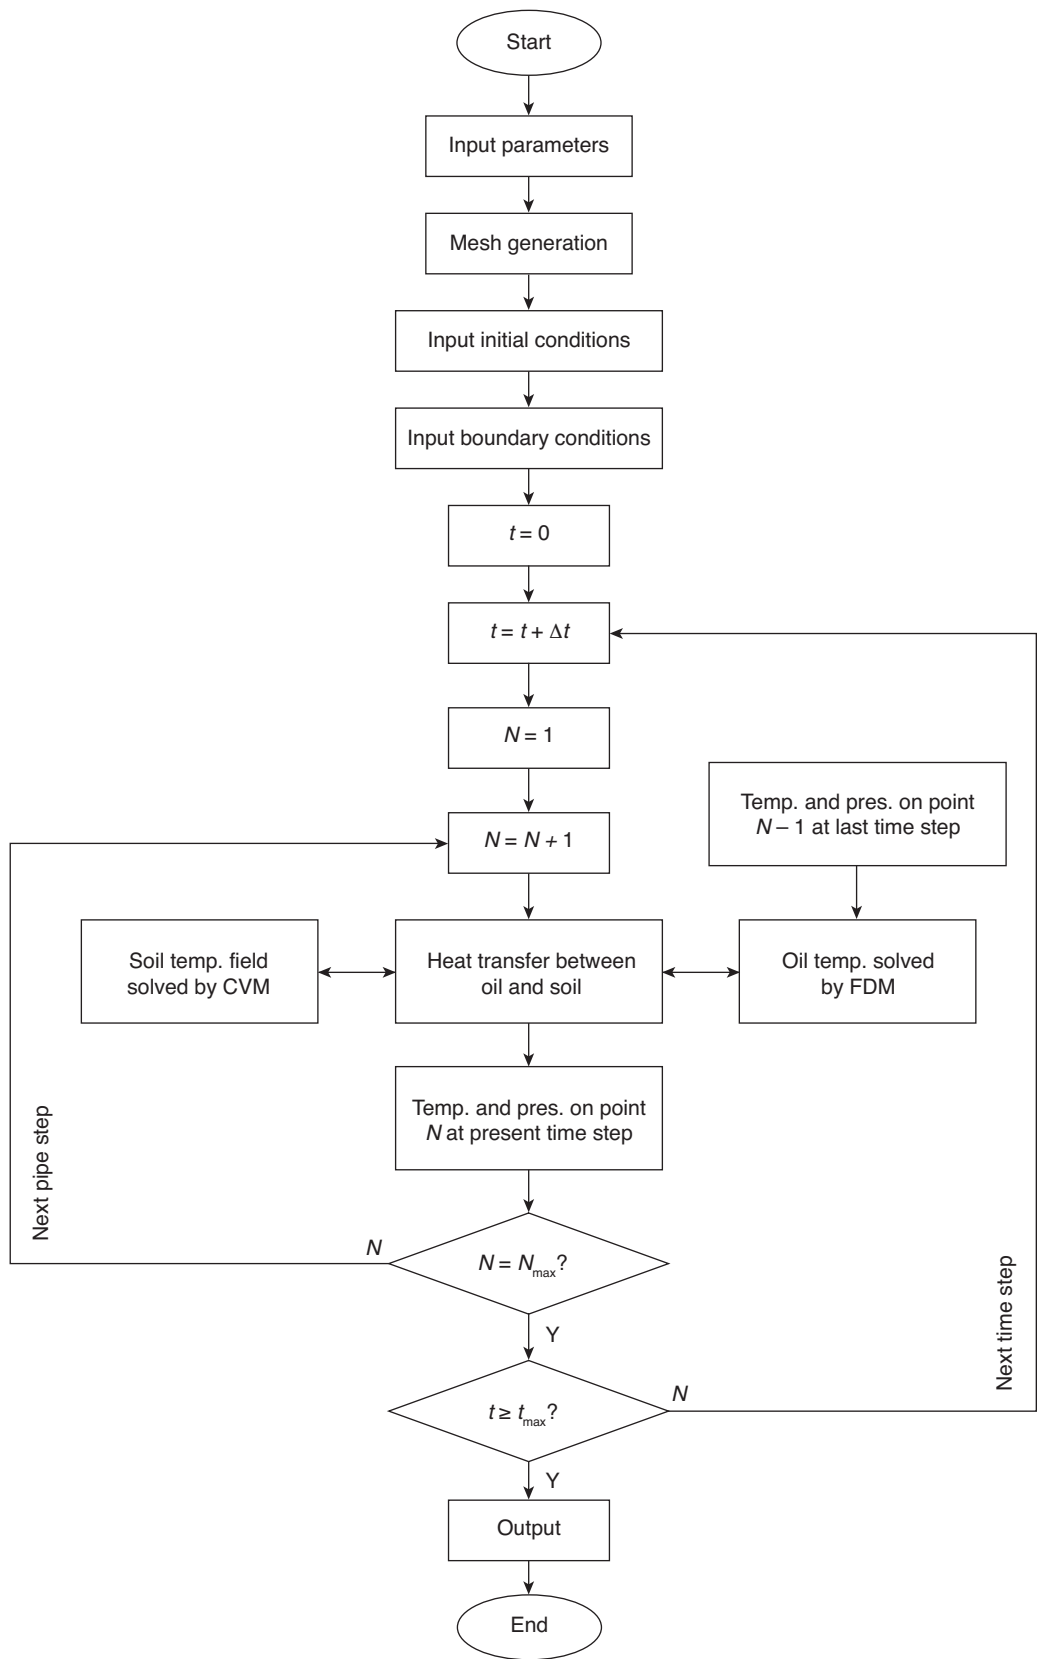 Start
Input parameters
Mesh generation
Input initial conditions
Input boundary conditions
t = 0
t = t + Δt
N = 1
Temp. and pres. on point
N – 1 at last time step
N = N + 1
Soil temp. field
solved by CVM
Heat transfer between
oil and soil
Oil temp. solved
by FDM
Temp. and pres. on point
N at present time step
Next pipe step
N
N = Nmax?
Y
Next time step
t ≥ tmax?
N
Y
Output
End